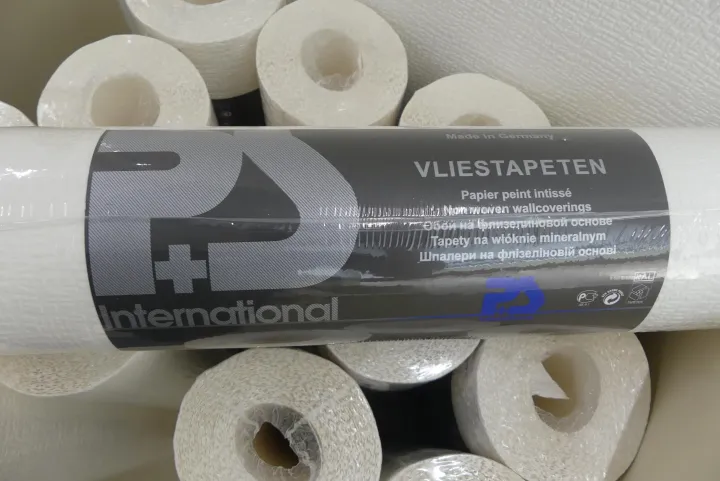 Made in Germany
VLIESTAPETEN
Papier peint intissé
Non woven wallcoverings
Обои на флизелиновой основе
Tapety na włóknie mineralnym
Шпалери на флізеліновій основі
P+S
International